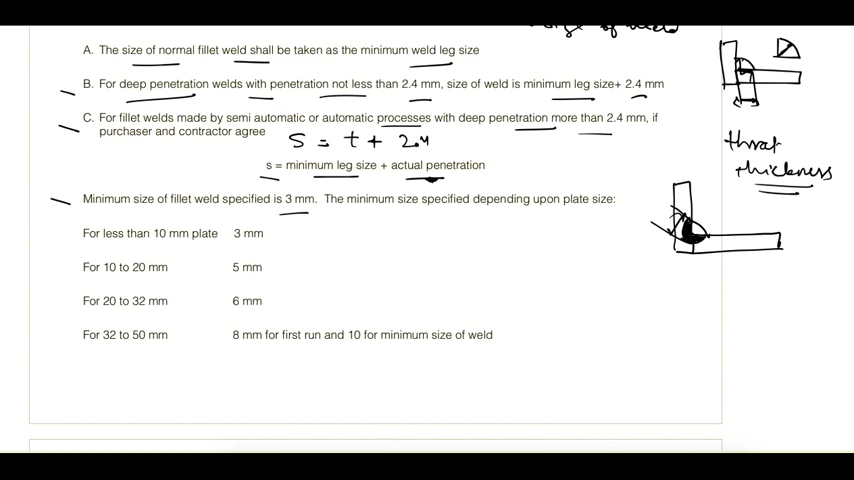 size of weld
A. The size of normal fillet weld shall be taken as the minimum weld leg size
B. For deep penetration welds with penetration not less than 2.4 mm, size of weld is minimum leg size+ 2.4 mm
C. For fillet welds made by semi automatic or automatic processes with deep penetration more than 2.4 mm, if
purchaser and contractor agree
S = t + 2.4
s = minimum leg size + actual penetration
Minimum size of fillet weld specified is 3 mm. The minimum size specified depending upon plate size:
For less than 10 mm plate 3 mm
For 10 to 20 mm 5 mm
For 20 to 32 mm 6 mm
For 32 to 50 mm 8 mm for first run and 10 for minimum size of weld
throat
thickness